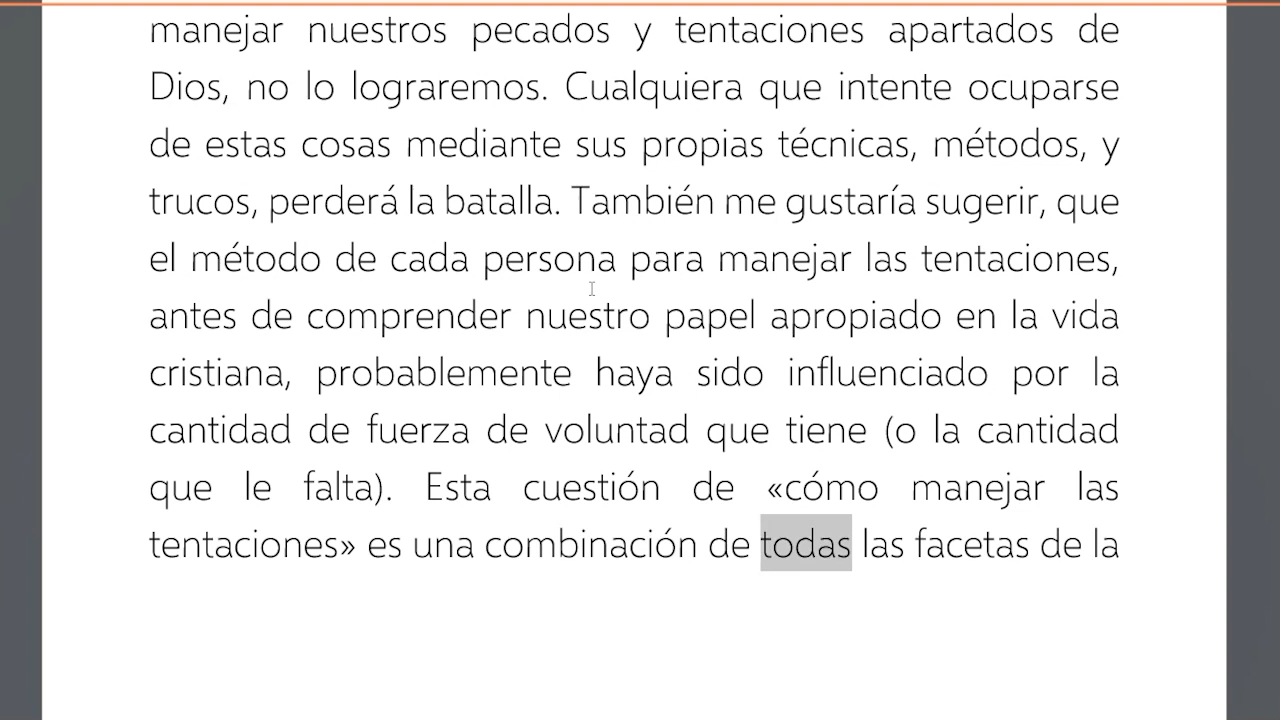 manejar nuestros pecados y tentaciones apartados de
Dios, no lo lograremos. Cualquiera que intente ocuparse
de estas cosas mediante sus propias técnicas, métodos, y
trucos, perderá la batalla. También me gustaría sugerir, que
el método de cada persona para manejar las tentaciones,
antes de comprender nuestro papel apropiado en la vida
cristiana, probablemente haya sido influenciado por la
cantidad de fuerza de voluntad que tiene (o la cantidad
que le falta). Esta cuestión de «cómo manejar las
tentaciones» es una combinación de todas las facetas de la